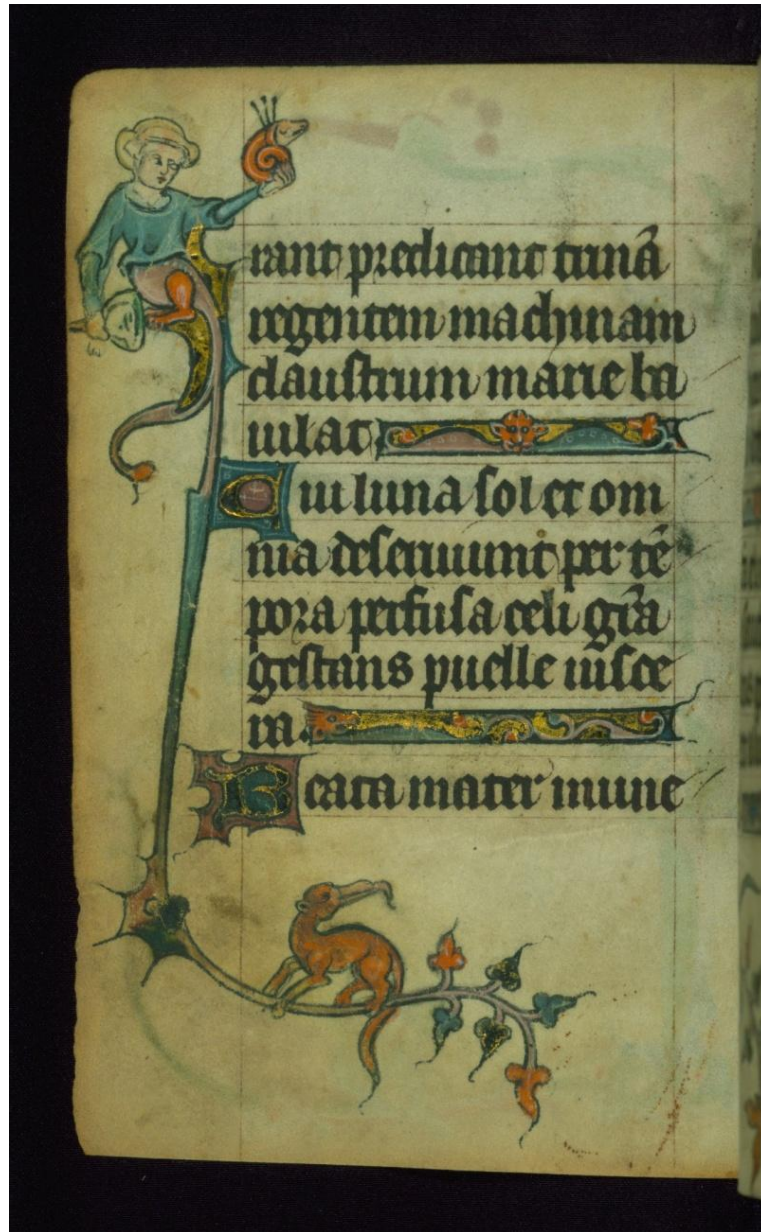 rant predicant trinā
regentem machinam
claustrum marie ba
iulat
Cui luna sol et om
nia deseruiunt per tē
pora perfusa celi gr̄a
gestans puelle uisce
ra.
Beata mater mune